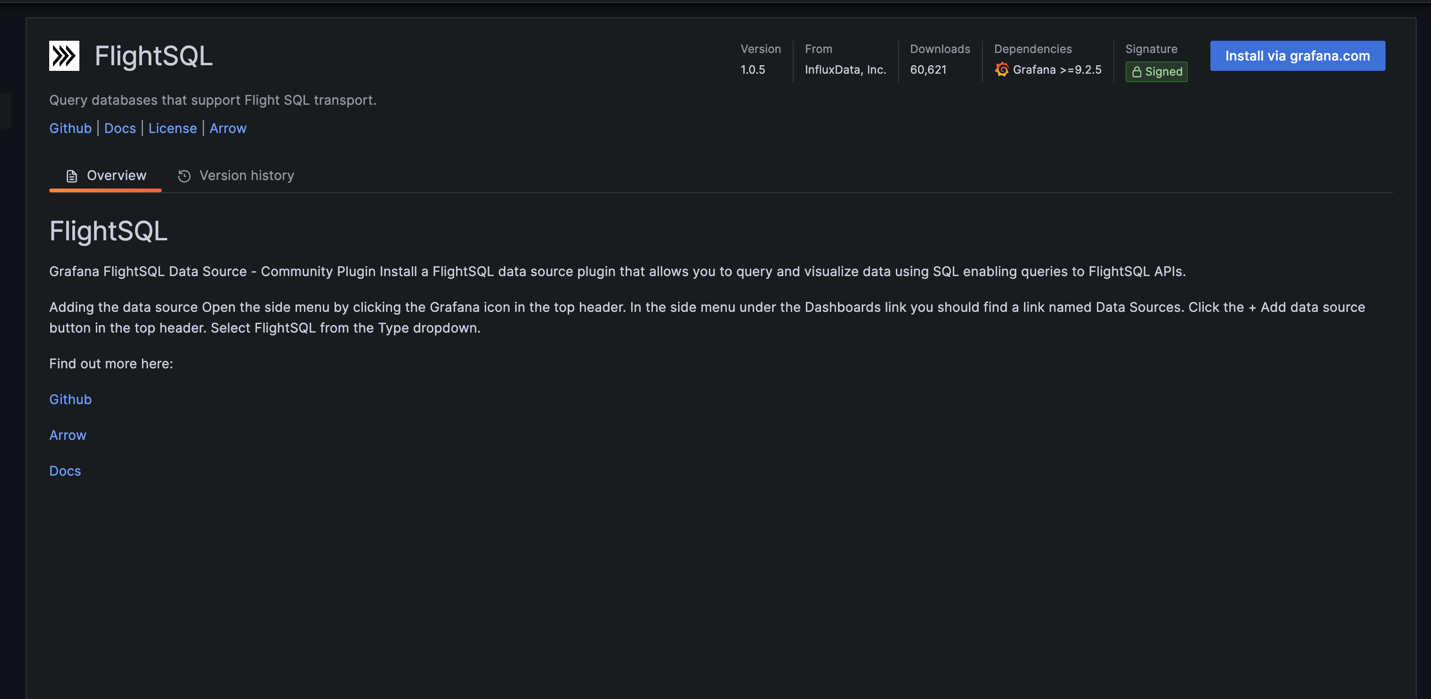 FlightSQL
Version
1.0.5
From
InfluxData, Inc.
Downloads
60,621
Dependencies
Grafana >=9.2.5
Signature
Signed
Install via grafana.com
Query databases that support Flight SQL transport.
Github | Docs | License | Arrow
Overview
Version history
FlightSQL
Grafana FlightSQL Data Source - Community Plugin Install a FlightSQL data source plugin that allows you to query and visualize data using SQL enabling queries to FlightSQL APIs.
Adding the data source Open the side menu by clicking the Grafana icon in the top header. In the side menu under the Dashboards link you should find a link named Data Sources. Click the + Add data source
button in the top header. Select FlightSQL from the Type dropdown.
Find out more here:
Github
Arrow
Docs